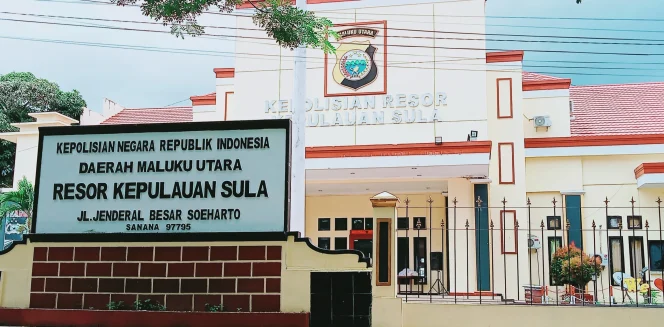 KEPOLISIAN NEGARA REPUBLIK INDONESIA
DAERAH MALUKU UTARA
RESOR KEPULAUAN SULA
JL.JENDERAL BESAR SOEHARTO
SANANA 97795
MALUKU UTARA
KEPOLISIAN RESOR
KEPULAUAN SULA